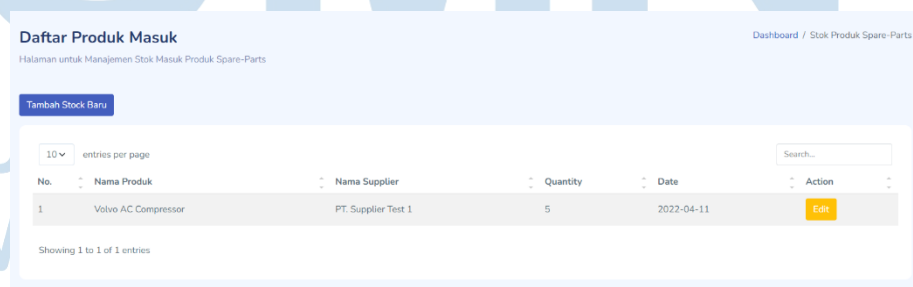 Daftar Produk Masuk
Dashboard / Stok Produk Spare-Parts
Halaman untuk Manajemen Stok Masuk Produk Spare-Parts
Tambah Stock Baru
10 entries per page
Search...
No. Nama Produk Nama Supplier Quantity Date Action
1 Volvo AC Compressor PT. Supplier Test 1 5 2022-04-11 Edit
Showing 1 to 1 of 1 entries